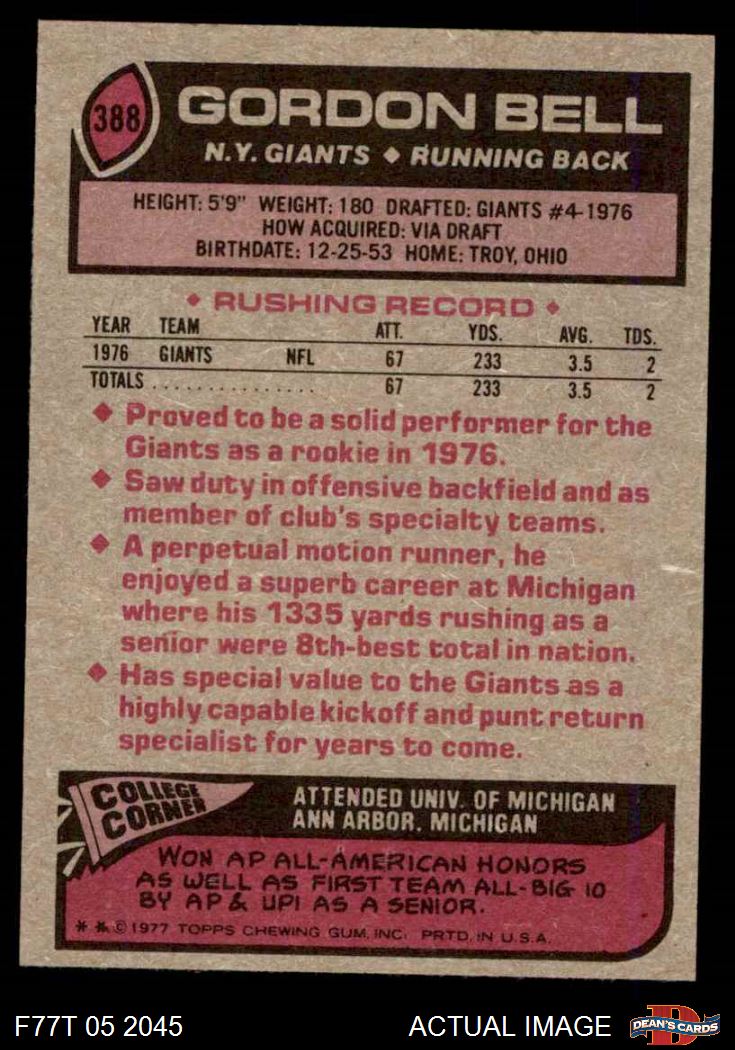 388
GORDON BELL
N.Y. GIANTS ◆ RUNNING BACK
HEIGHT: 5'9" WEIGHT: 180 DRAFTED: GIANTS #4-1976
HOW ACQUIRED: VIA DRAFT
BIRTHDATE: 12-25-53 HOME: TROY, OHIO
◆ RUSHING RECORD ◆
YEAR TEAM ATT. YDS. AVG. TDS.
1976 GIANTS NFL 67 233 3.5 2
TOTALS . . . . . . . . . . . . . . . 67 233 3.5 2
◆ Proved to be a solid performer for the
Giants as a rookie in 1976.
◆ Saw duty in offensive backfield and as
member of club's specialty teams.
◆ A perpetual motion runner, he
enjoyed a superb career at Michigan
where his 1335 yards rushing as a
senior were 8th-best total in nation.
◆ Has special value to the Giants as a
highly capable kickoff and punt return
specialist for years to come.
COLLEGE
CORNER
ATTENDED UNIV. OF MICHIGAN
ANN ARBOR, MICHIGAN
WON AP ALL-AMERICAN HONORS
AS WELL AS FIRST TEAM ALL-BIG 10
BY AP & UPI AS A SENIOR.
* * © 1977 TOPPS CHEWING GUM, INC. PRTD. IN U.S.A.
F77T 05 2045
ACTUAL IMAGE
D
DEAN'S CARDS